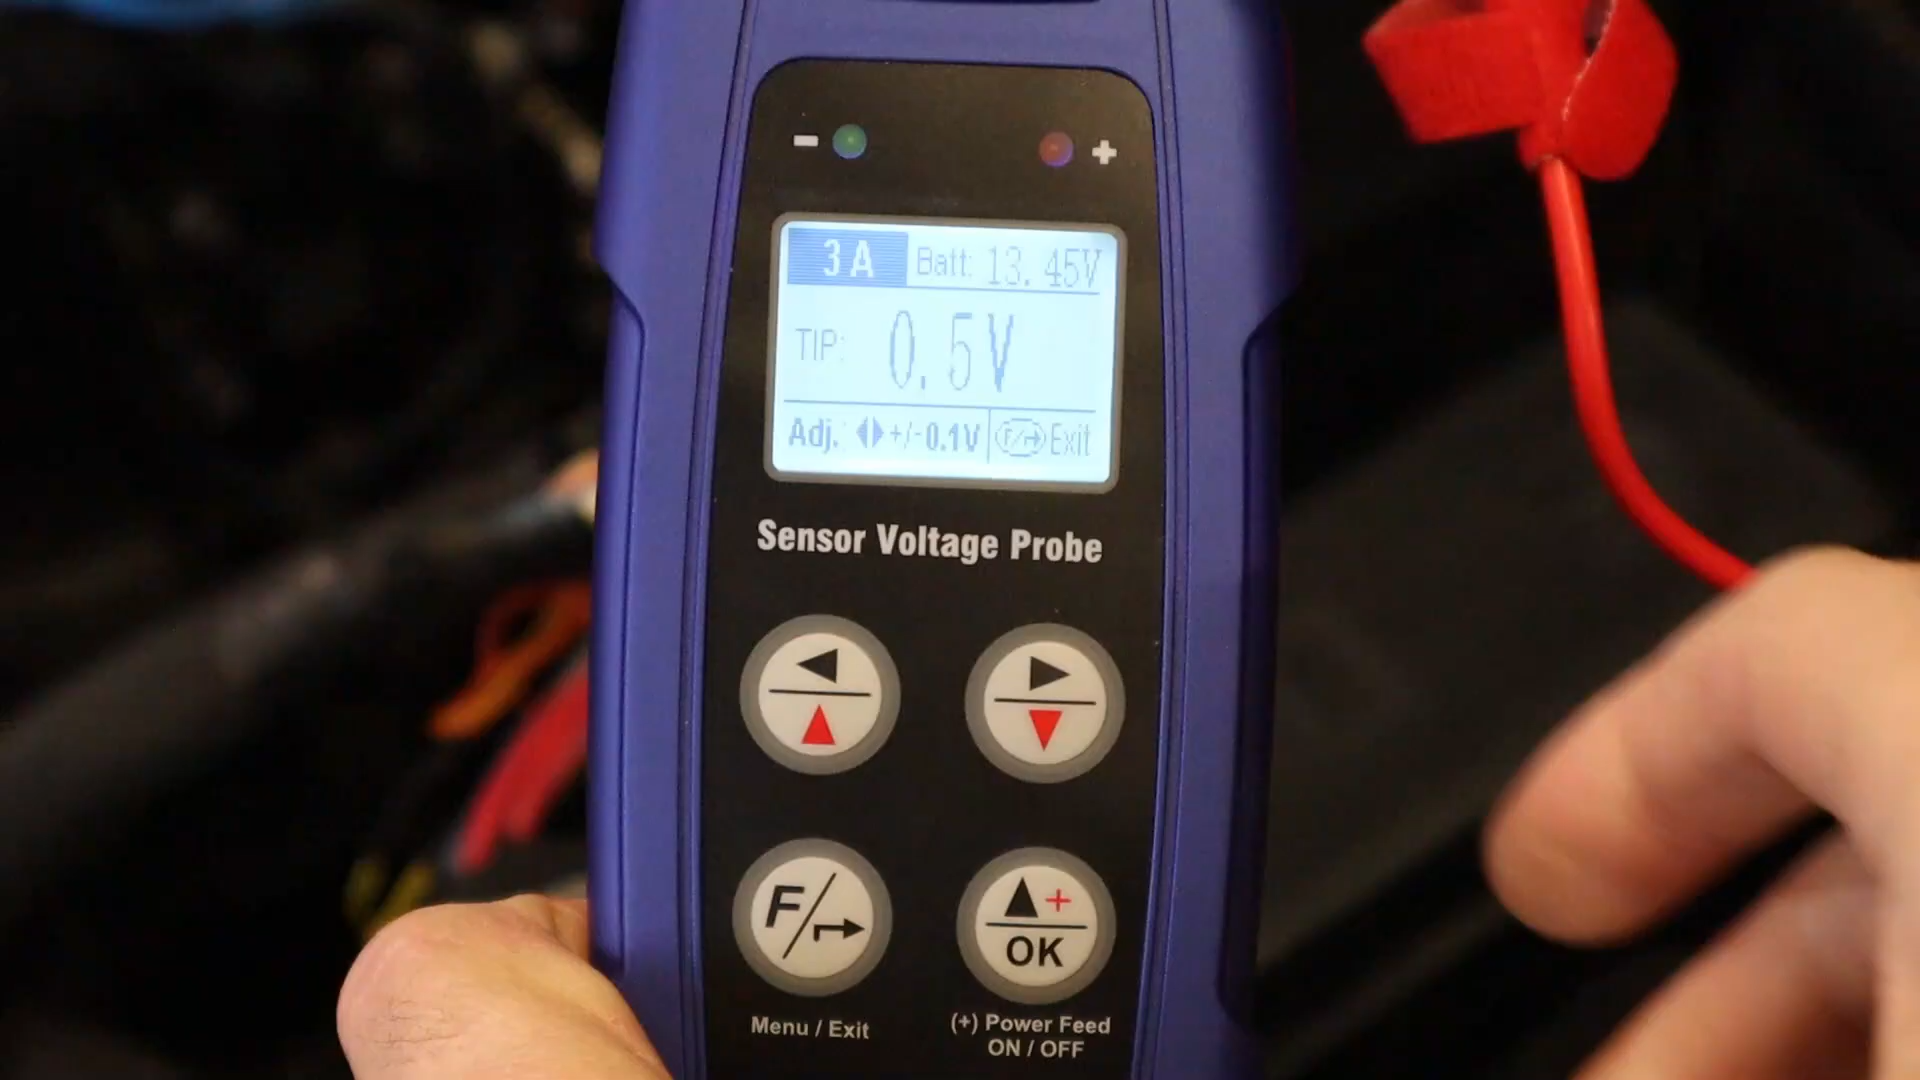 - +
3 A Batt: 13.45V
TIP: 0.5V
Adj.: ◀▶ +/-0.1V F/↱ Exit
Sensor Voltage Probe
F/↱
▲+
OK
Menu / Exit
(+) Power Feed
ON / OFF